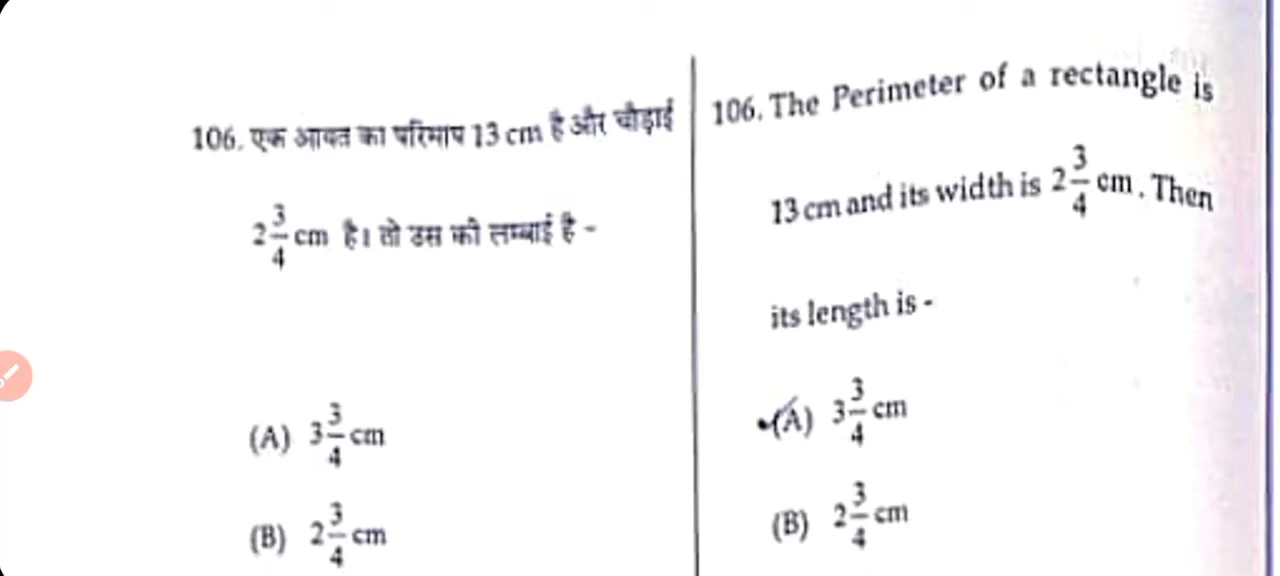 106. एक आयत का परिमाप 13 cm है और चौड़ाई
2 3/4 cm है। तो उस की लम्बाई है -
(A) 3 3/4 cm
(B) 2 3/4 cm
106. The Perimeter of a rectangle is
13 cm and its width is 2 3/4 cm. Then
its length is -
(A) 3 3/4 cm
(B) 2 3/4 cm